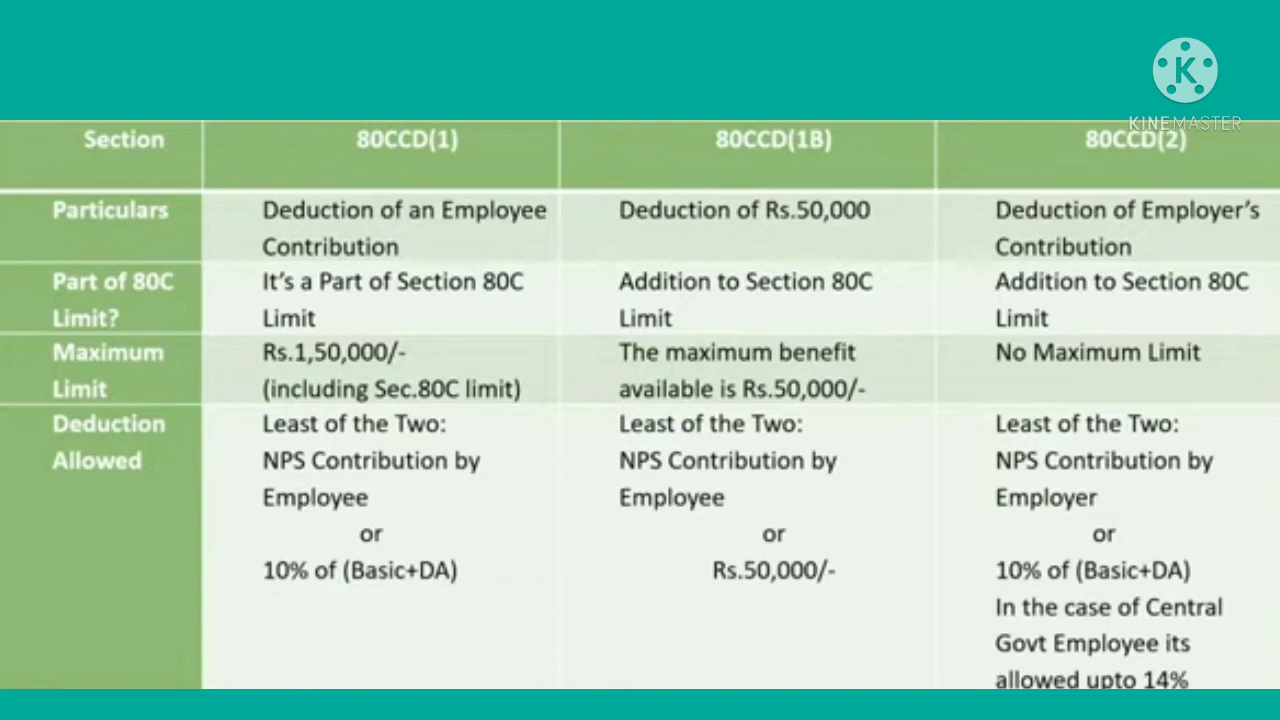 K
KINEMASTER
Section
80CCD(1)
80CCD(1B)
80CCD(2)
Particulars
Deduction of an Employee
Contribution
Deduction of Rs.50,000
Deduction of Employer's
Contribution
Part of 80C
Limit?
It's a Part of Section 80C
Limit
Addition to Section 80C
Limit
Addition to Section 80C
Limit
Maximum
Limit
Rs.1,50,000/-
(including Sec.80C limit)
The maximum benefit
available is Rs.50,000/-
No Maximum Limit
Deduction
Allowed
Least of the Two:
NPS Contribution by
Employee
or
10% of (Basic+DA)
Least of the Two:
NPS Contribution by
Employee
or
Rs.50,000/-
Least of the Two:
NPS Contribution by
Employer
or
10% of (Basic+DA)
In the case of Central
Govt Employee its
allowed upto 14%